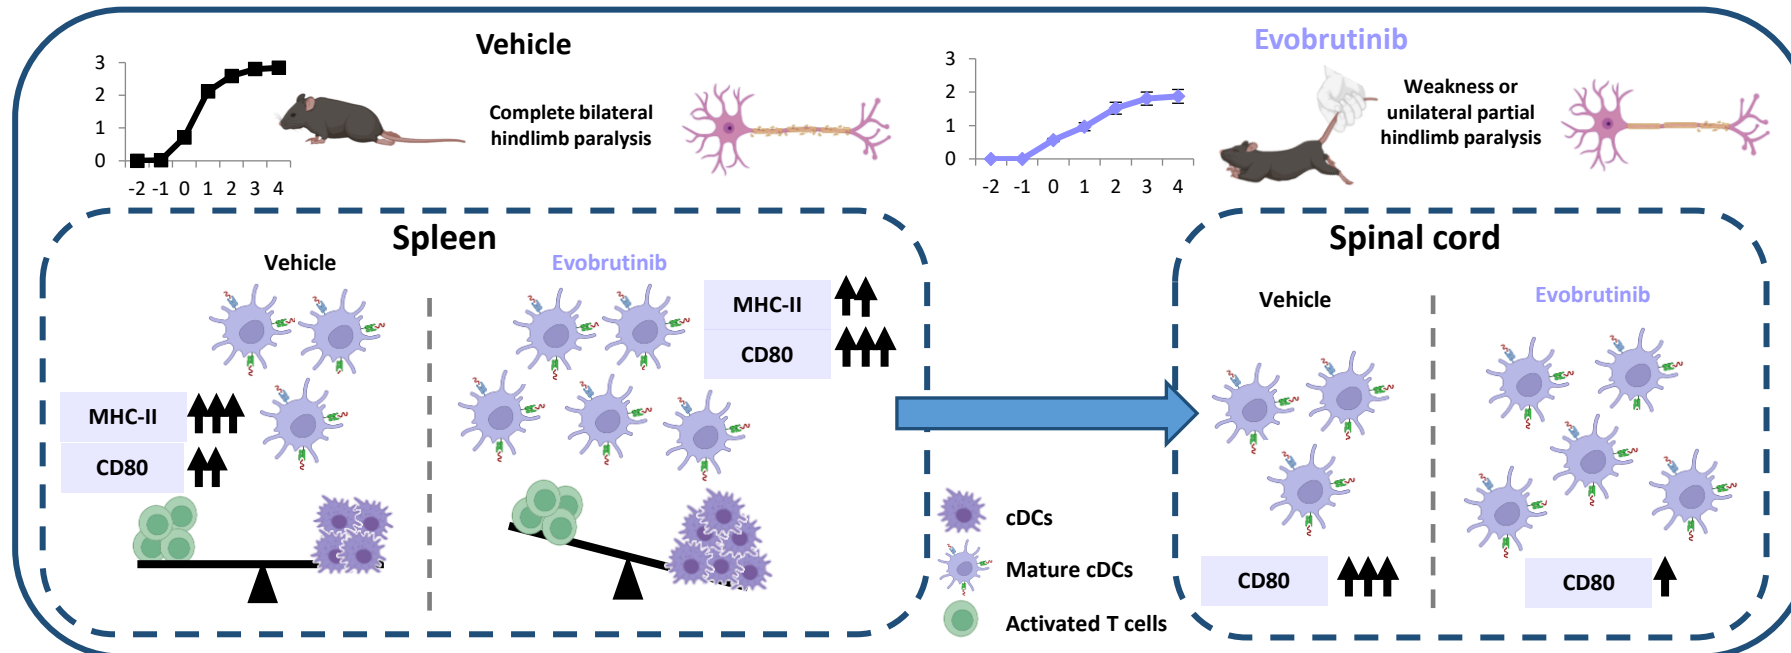 Vehicle
3
2
1
0
-2 -1 0 1 2 3 4
Complete bilateral
hindlimb paralysis
Evobrutinib
3
2
1
0
-2 -1 0 1 2 3 4
Weakness or
unilateral partial
hindlimb paralysis
Spleen
Vehicle
MHC-II
CD80
Evobrutinib
MHC-II
CD80
cDCs
Mature cDCs
Activated T cells
Spinal cord
Vehicle
CD80
Evobrutinib
CD80